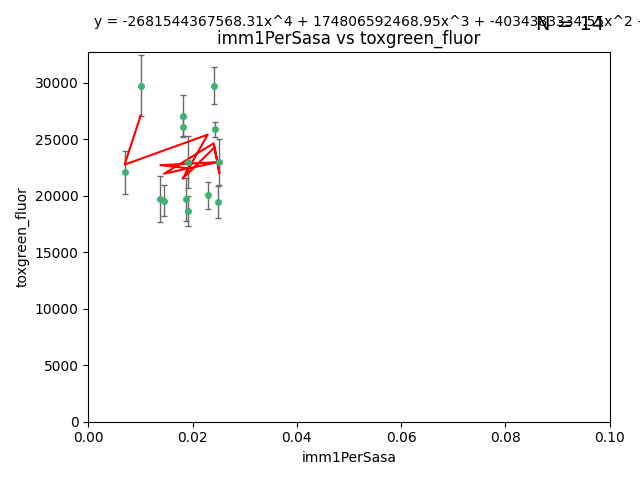 y = -2681544367568.31x^4 + 174806592468.95x^3 + -4034383334.55x^2 -
N = 14
imm1PerSasa vs toxgreen_fluor
30000
25000
20000
15000
10000
5000
0
toxgreen_fluor
0.00 0.02 0.04 0.06 0.08 0.10
imm1PerSasa